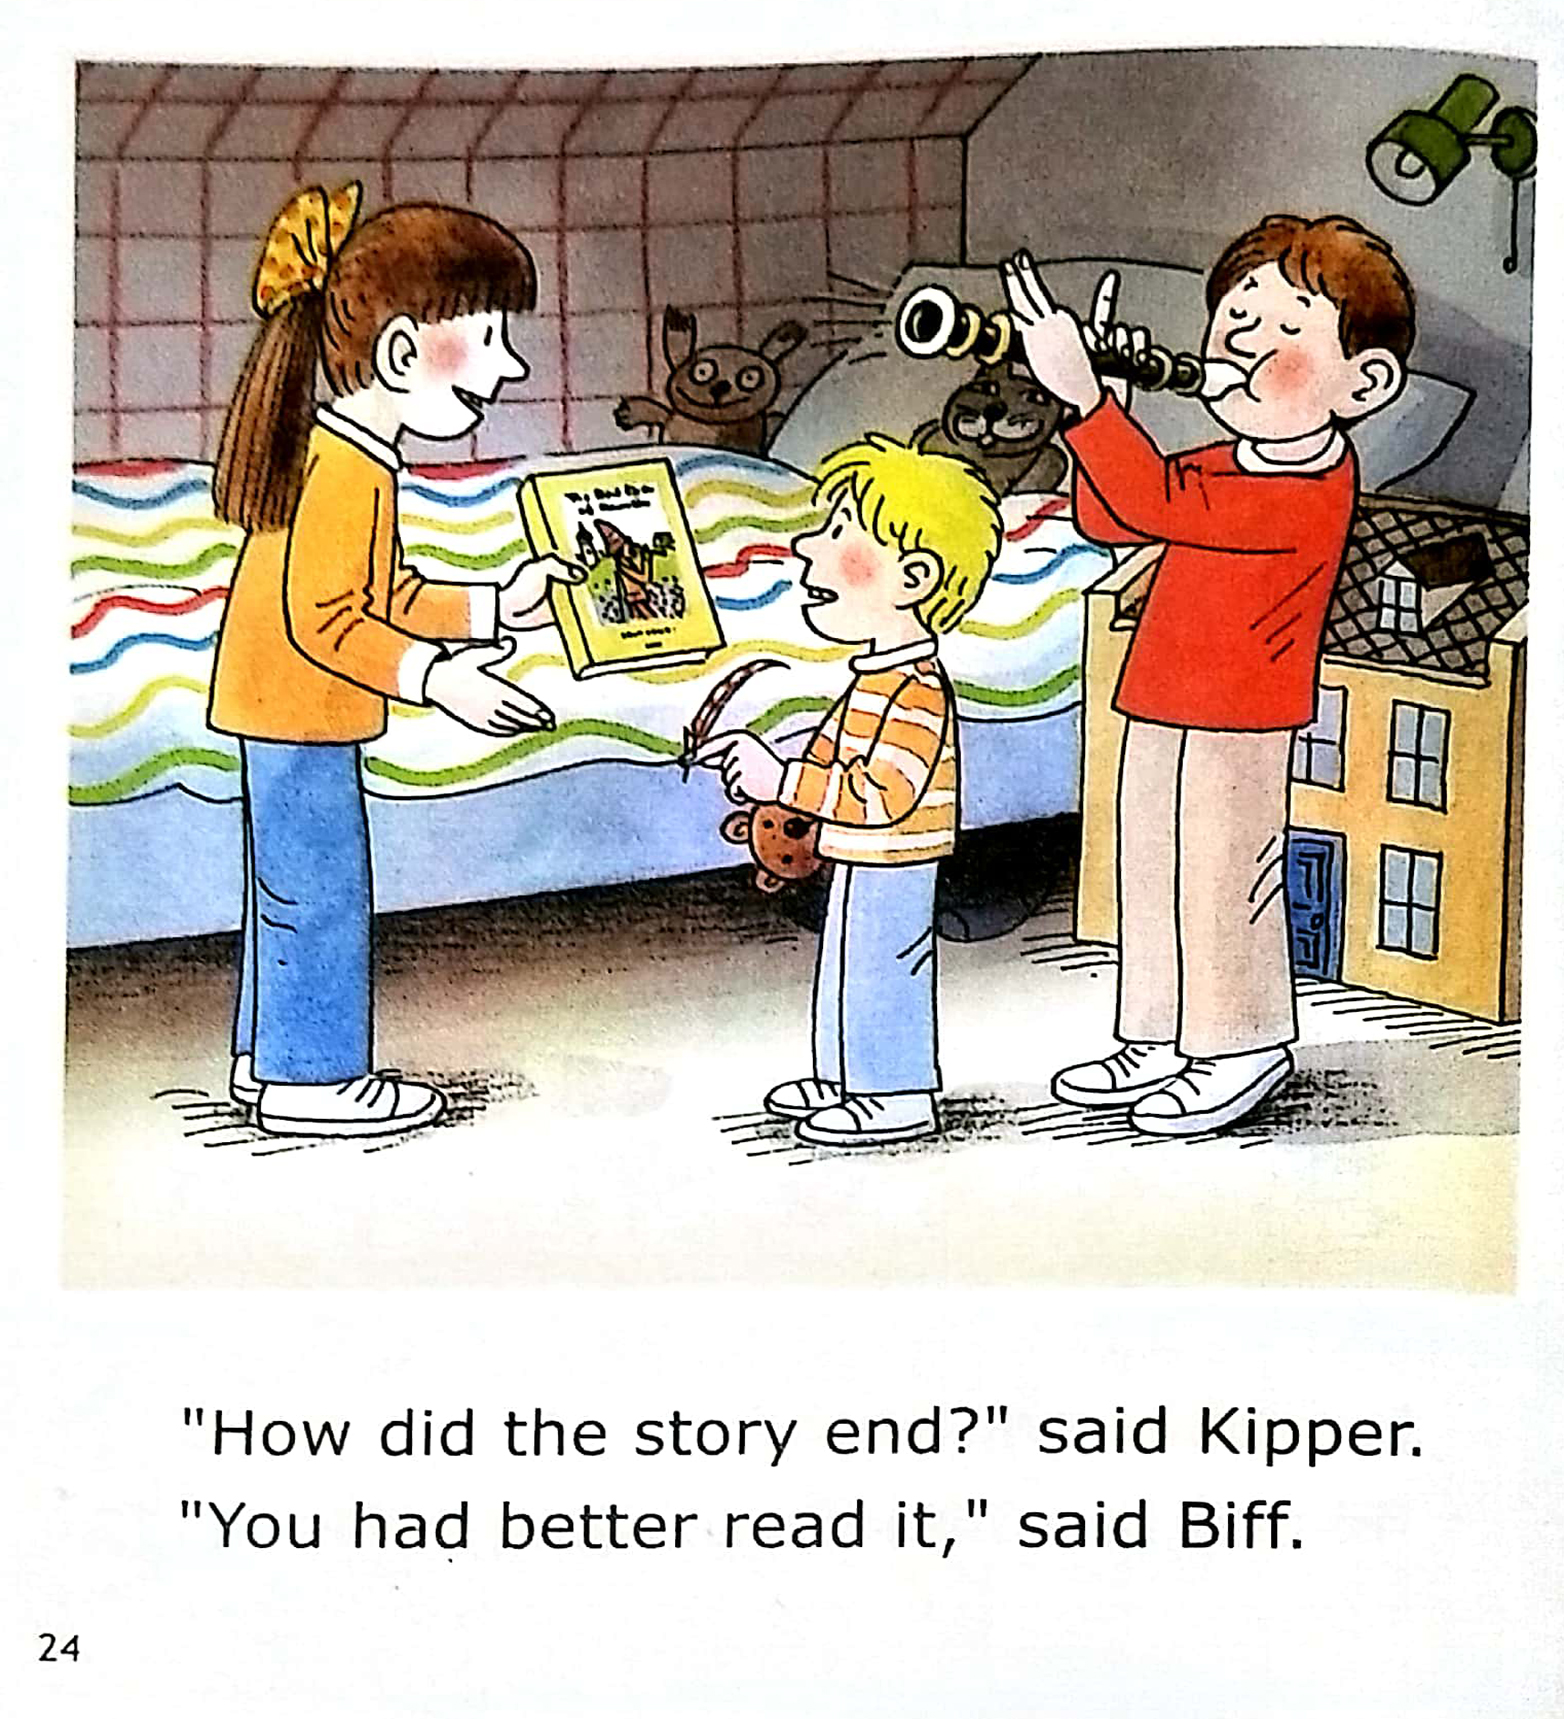 "How did the story end?" said Kipper.
"You had better read it," said Biff.
24